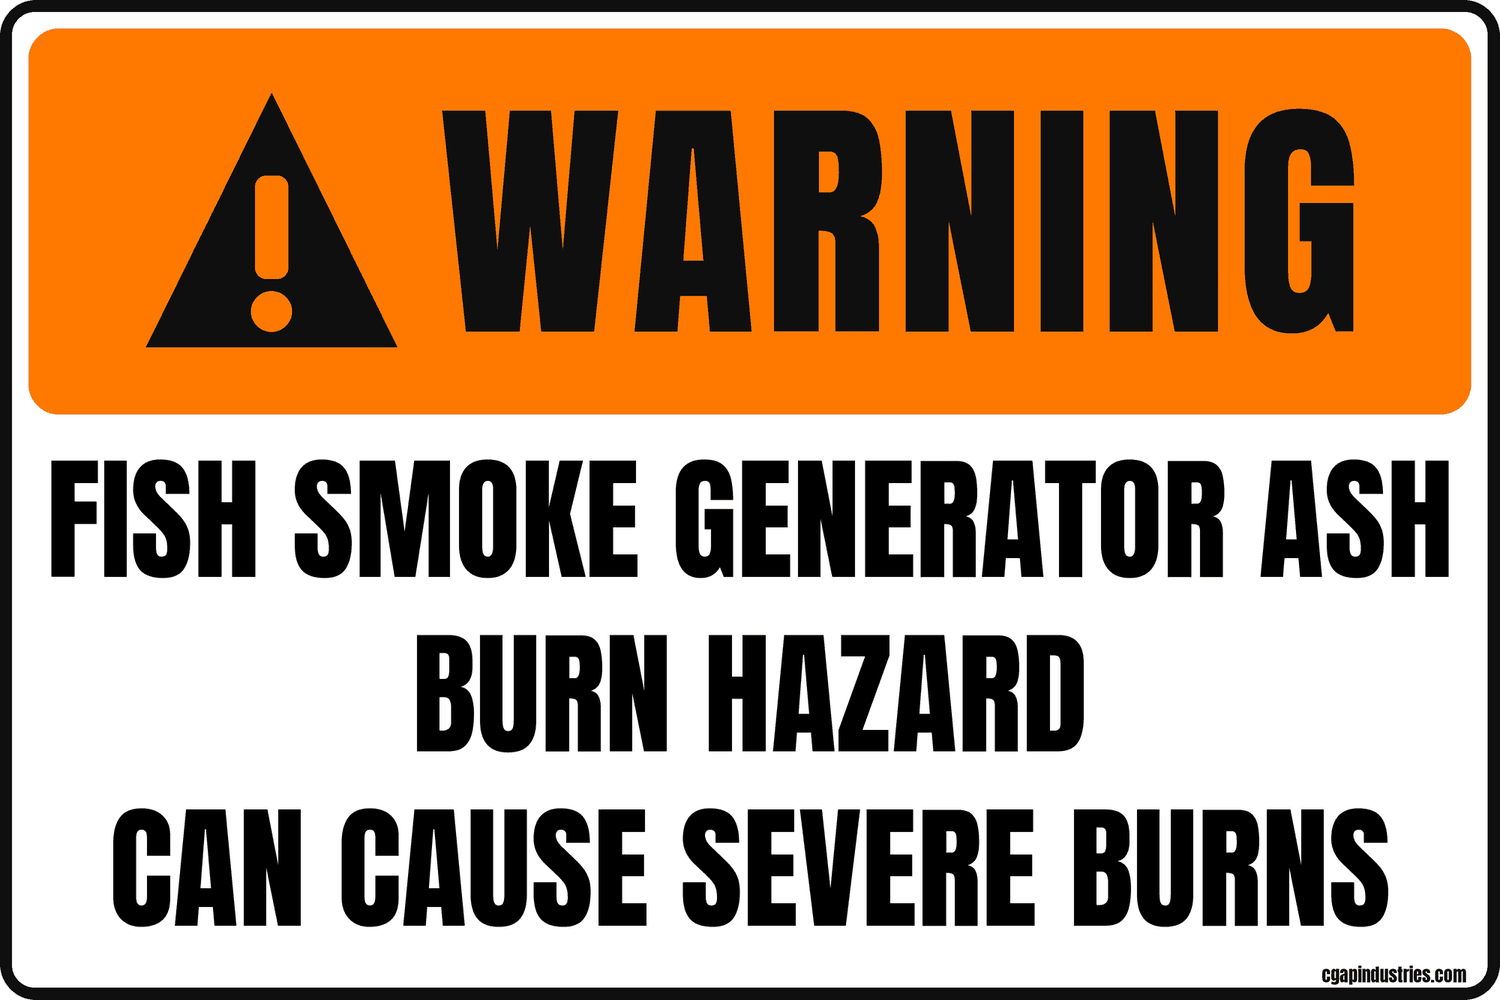 WARNING
FISH SMOKE GENERATOR ASH
BURN HAZARD
CAN CAUSE SEVERE BURNS
cgapindustries.com